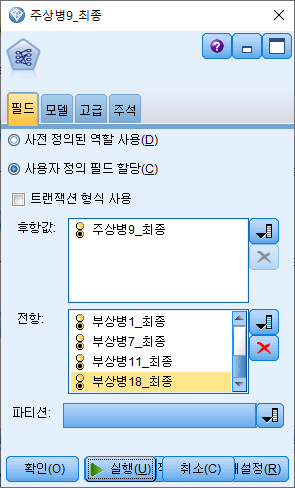 주상병9_최종
필드 모델 고급 주석
사전 정의된 역할 사용(D)
사용자 정의 필드 할당(C)
트랜잭션 형식 사용
후항값:
주상병9_최종
전항:
부상병1_최종
부상병7_최종
부상병11_최종
부상병18_최종
파티션:
확인(O) 실행(U) 취소(C) 재설정(R)